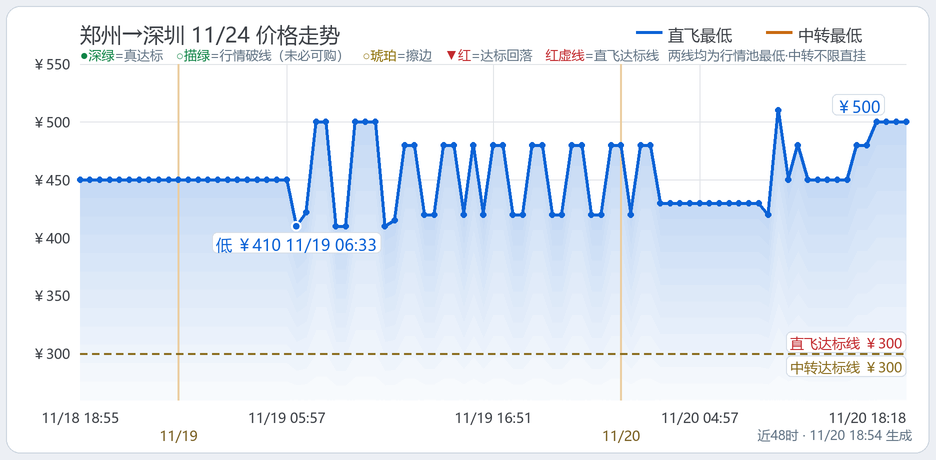 郑州→深圳 11/24 价格走势
直飞最低 中转最低
●深绿=真达标 ○描绿=行情破线（未必可购） ○琥珀=擦边 ▼红=达标回落 红虚线=直飞达标线 两线均为行情池最低·中转不限直挂
¥550
¥500
¥500
¥450
¥400
低 ¥410 11/19 06:33
¥350
直飞达标线 ¥300
¥300
中转达标线 ¥300
11/18 18:55 11/19 05:57 11/19 16:51 11/20 04:57 11/20 18:18
11/19 11/20 近48时 · 11/20 18:54 生成